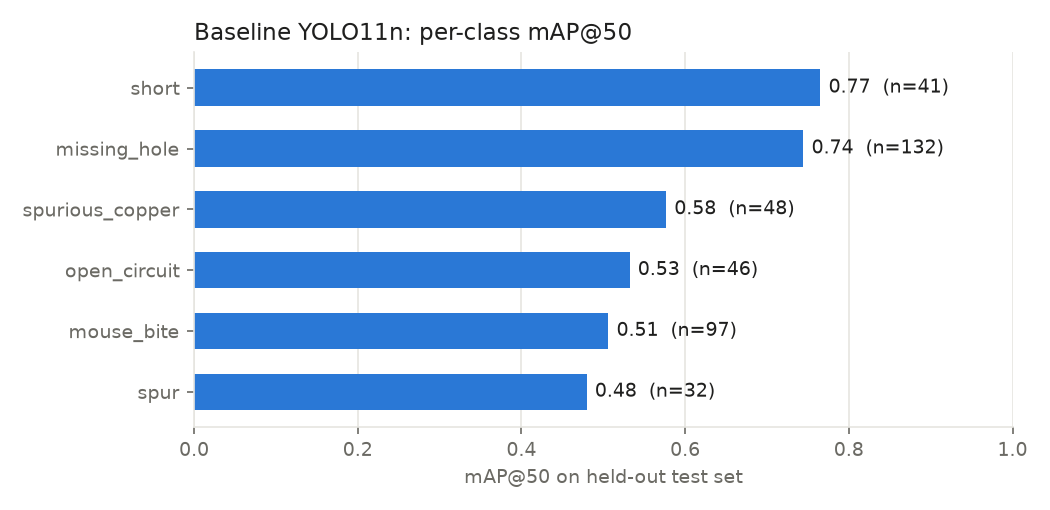 Baseline YOLO11n: per-class mAP@50
short 0.77 (n=41)
missing_hole 0.74 (n=132)
spurious_copper 0.58 (n=48)
open_circuit 0.53 (n=46)
mouse_bite 0.51 (n=97)
spur 0.48 (n=32)
0.0 0.2 0.4 0.6 0.8 1.0
mAP@50 on held-out test set